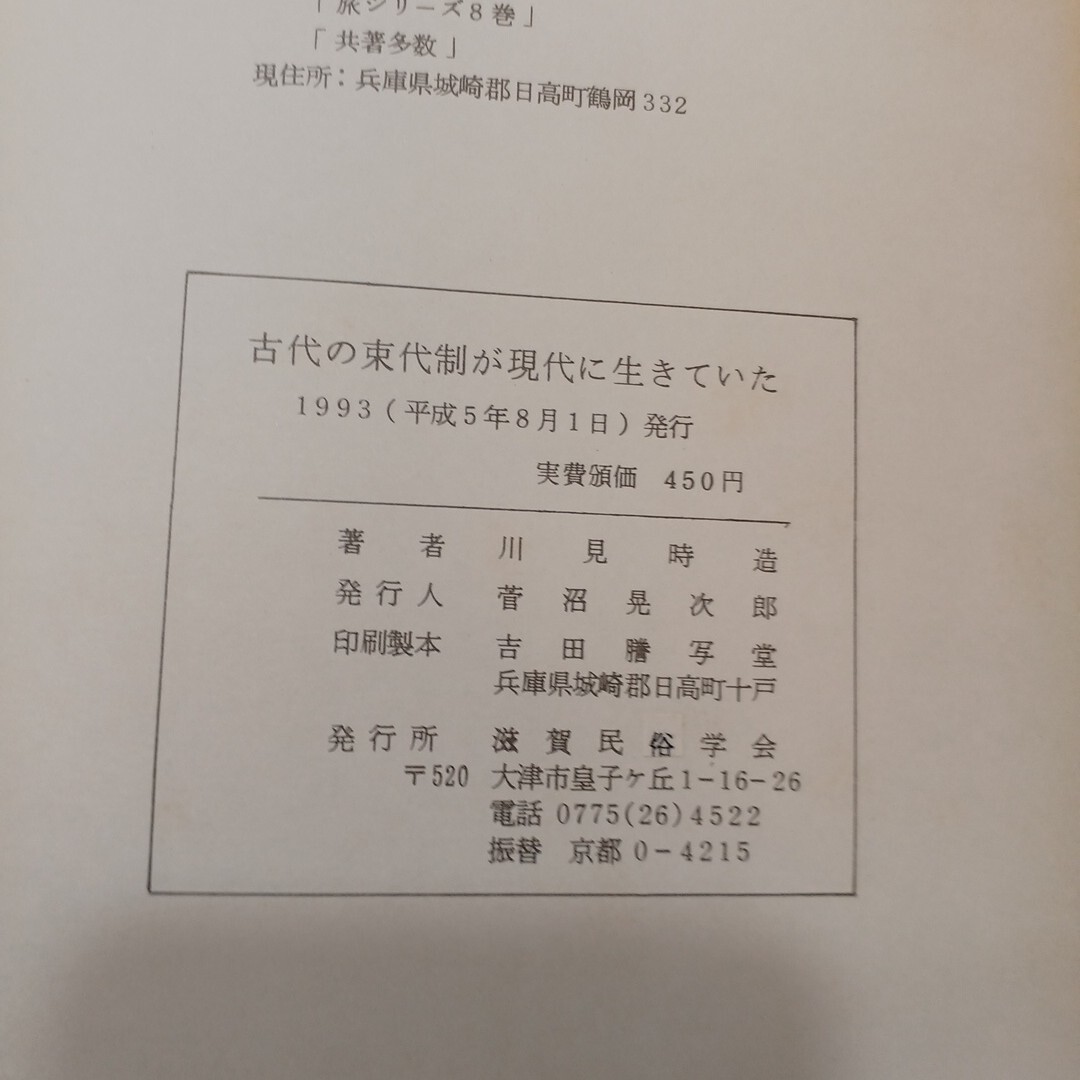 「旅シリーズ8巻」
「共著多数」
現住所：兵庫県城崎郡日高町鶴岡332
古代の束代制が現代に生きていた
1993（平成5年8月1日）発行
実費頒価 450円
著者 川見時造
発行人 菅沼晃次郎
印刷製本 吉田謄写堂
兵庫県城崎郡日高町十戸
発行所 滋賀民俗学会
〒520 大津市皇子ケ丘1-16-26
電話 0775(26)4522
振替 京都0-4215